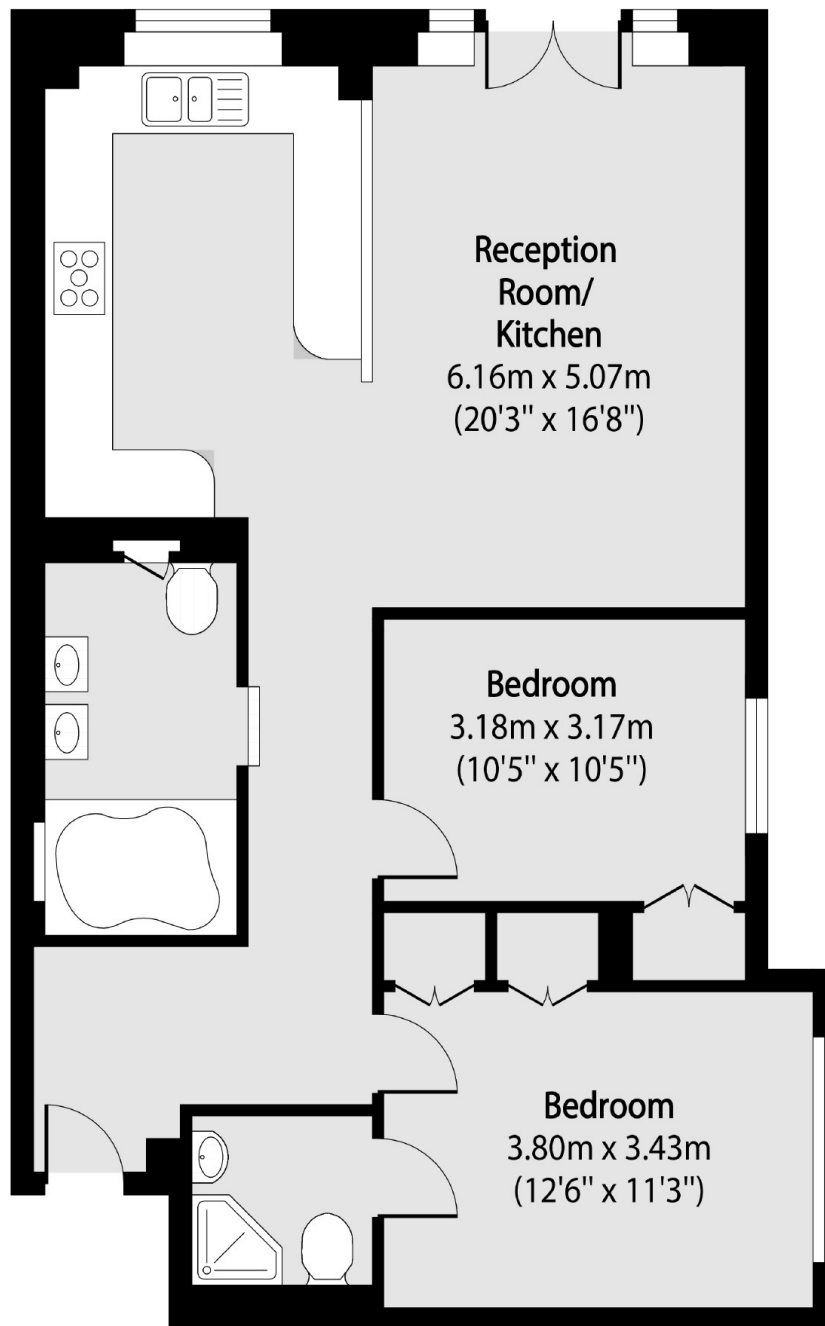 Reception
Room/
Kitchen
6.16m x 5.07m
(20'3" x 16'8")
Bedroom
3.18m x 3.17m
(10'5" x 10'5")
Bedroom
3.80m x 3.43m
(12'6" x 11'3")